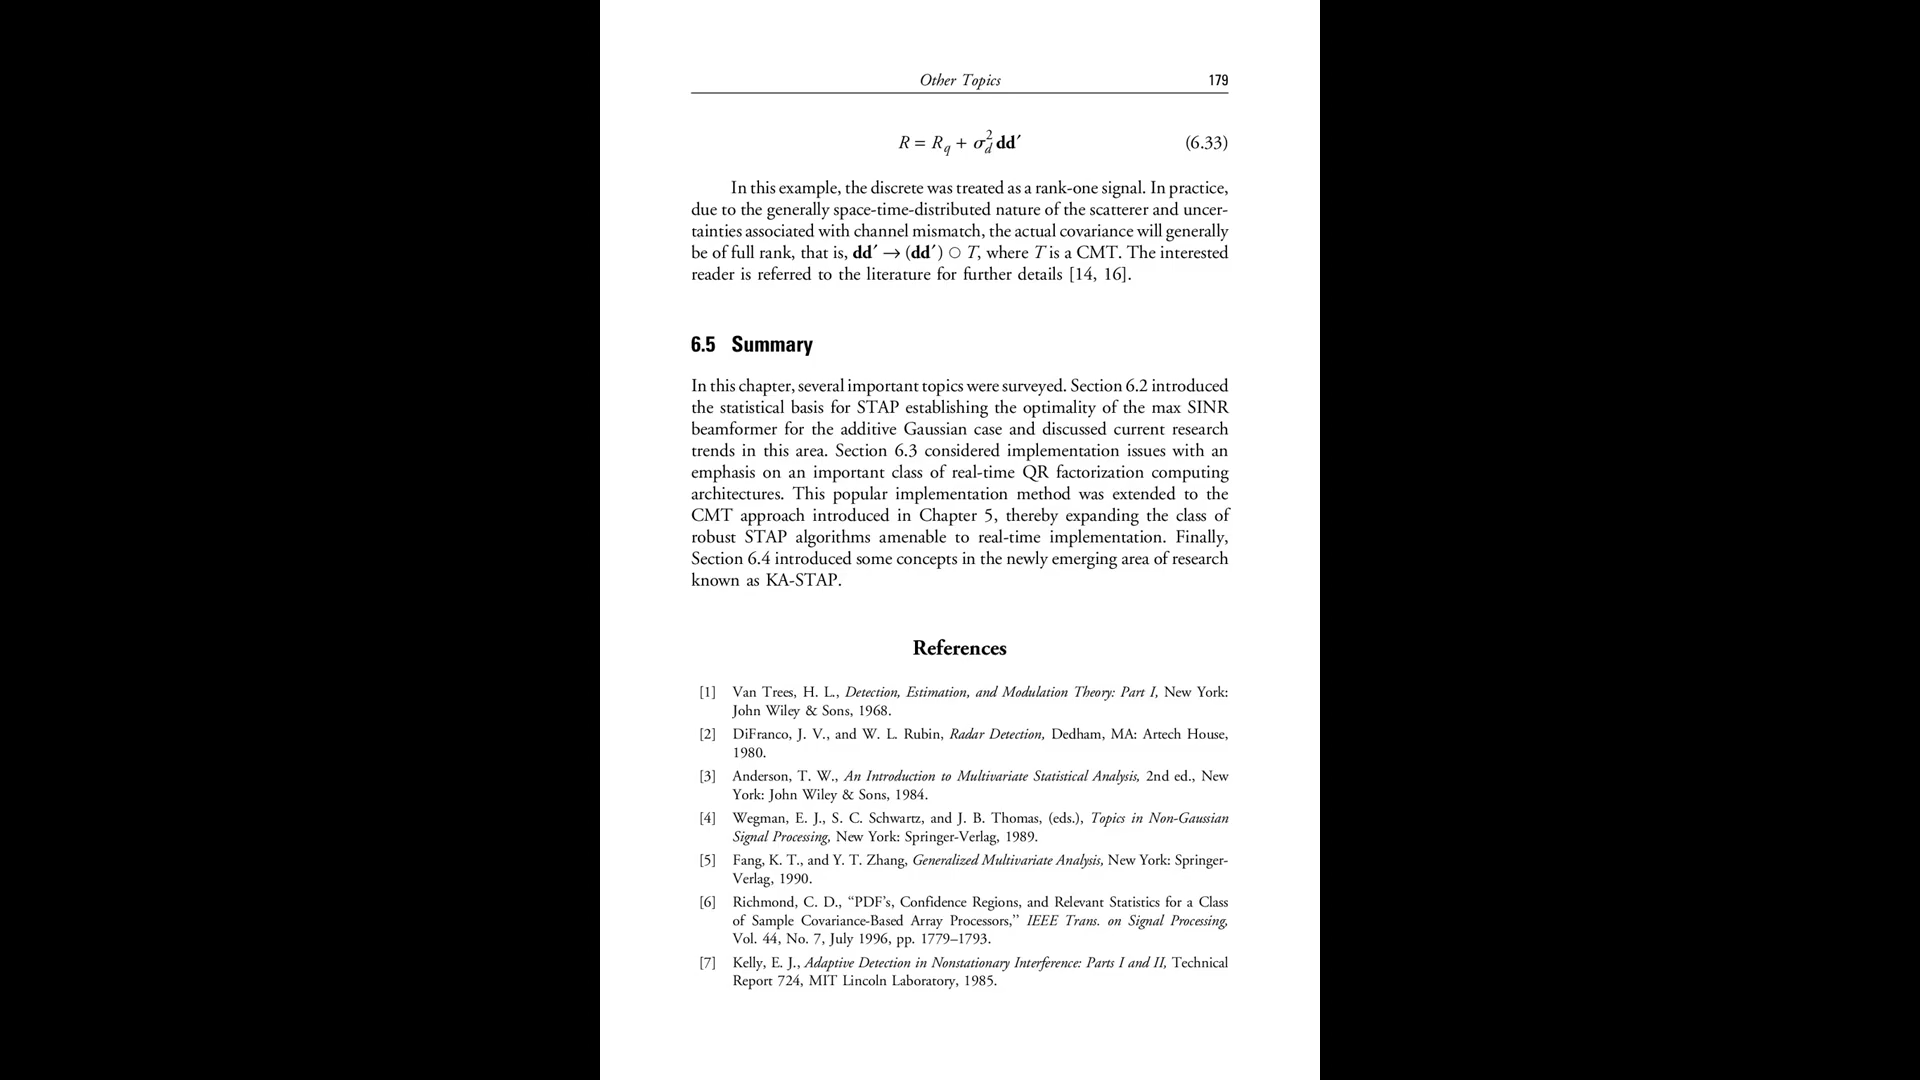 Other Topics 179
R = R_q + σ_d^2 dd′ (6.33)
In this example, the discrete was treated as a rank-one signal. In practice,
due to the generally space-time-distributed nature of the scatterer and uncer-
tainties associated with channel mismatch, the actual covariance will generally
be of full rank, that is, dd′ → (dd′) ○ T, where T is a CMT. The interested
reader is referred to the literature for further details [14, 16].
6.5 Summary
In this chapter, several important topics were surveyed. Section 6.2 introduced
the statistical basis for STAP establishing the optimality of the max SINR
beamformer for the additive Gaussian case and discussed current research
trends in this area. Section 6.3 considered implementation issues with an
emphasis on an important class of real-time QR factorization computing
architectures. This popular implementation method was extended to the
CMT approach introduced in Chapter 5, thereby expanding the class of
robust STAP algorithms amenable to real-time implementation. Finally,
Section 6.4 introduced some concepts in the newly emerging area of research
known as KA-STAP.
References
[1] Van Trees, H. L., Detection, Estimation, and Modulation Theory: Part I, New York:
John Wiley & Sons, 1968.
[2] DiFranco, J. V., and W. L. Rubin, Radar Detection, Dedham, MA: Artech House,
1980.
[3] Anderson, T. W., An Introduction to Multivariate Statistical Analysis, 2nd ed., New
York: John Wiley & Sons, 1984.
[4] Wegman, E. J., S. C. Schwartz, and J. B. Thomas, (eds.), Topics in Non-Gaussian
Signal Processing, New York: Springer-Verlag, 1989.
[5] Fang, K. T., and Y. T. Zhang, Generalized Multivariate Analysis, New York: Springer-
Verlag, 1990.
[6] Richmond, C. D., “PDF’s, Confidence Regions, and Relevant Statistics for a Class
of Sample Covariance-Based Array Processors,’’ IEEE Trans. on Signal Processing,
Vol. 44, No. 7, July 1996, pp. 1779–1793.
[7] Kelly, E. J., Adaptive Detection in Nonstationary Interference: Parts I and II, Technical
Report 724, MIT Lincoln Laboratory, 1985.